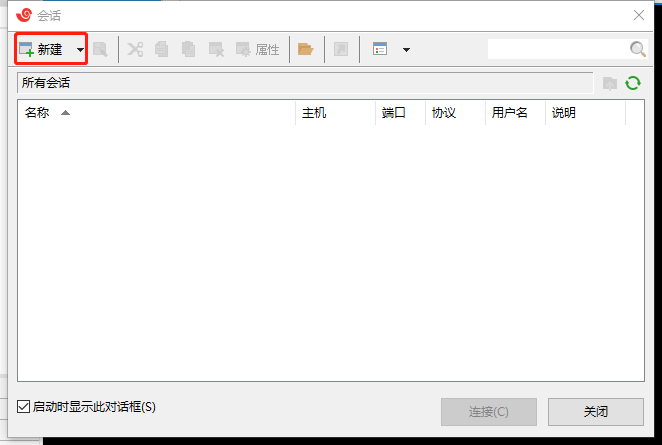 会话
新建 属性
所有会话
名称 主机 端口 协议 用户名 说明
启动时显示此对话框(S)
连接(C) 关闭